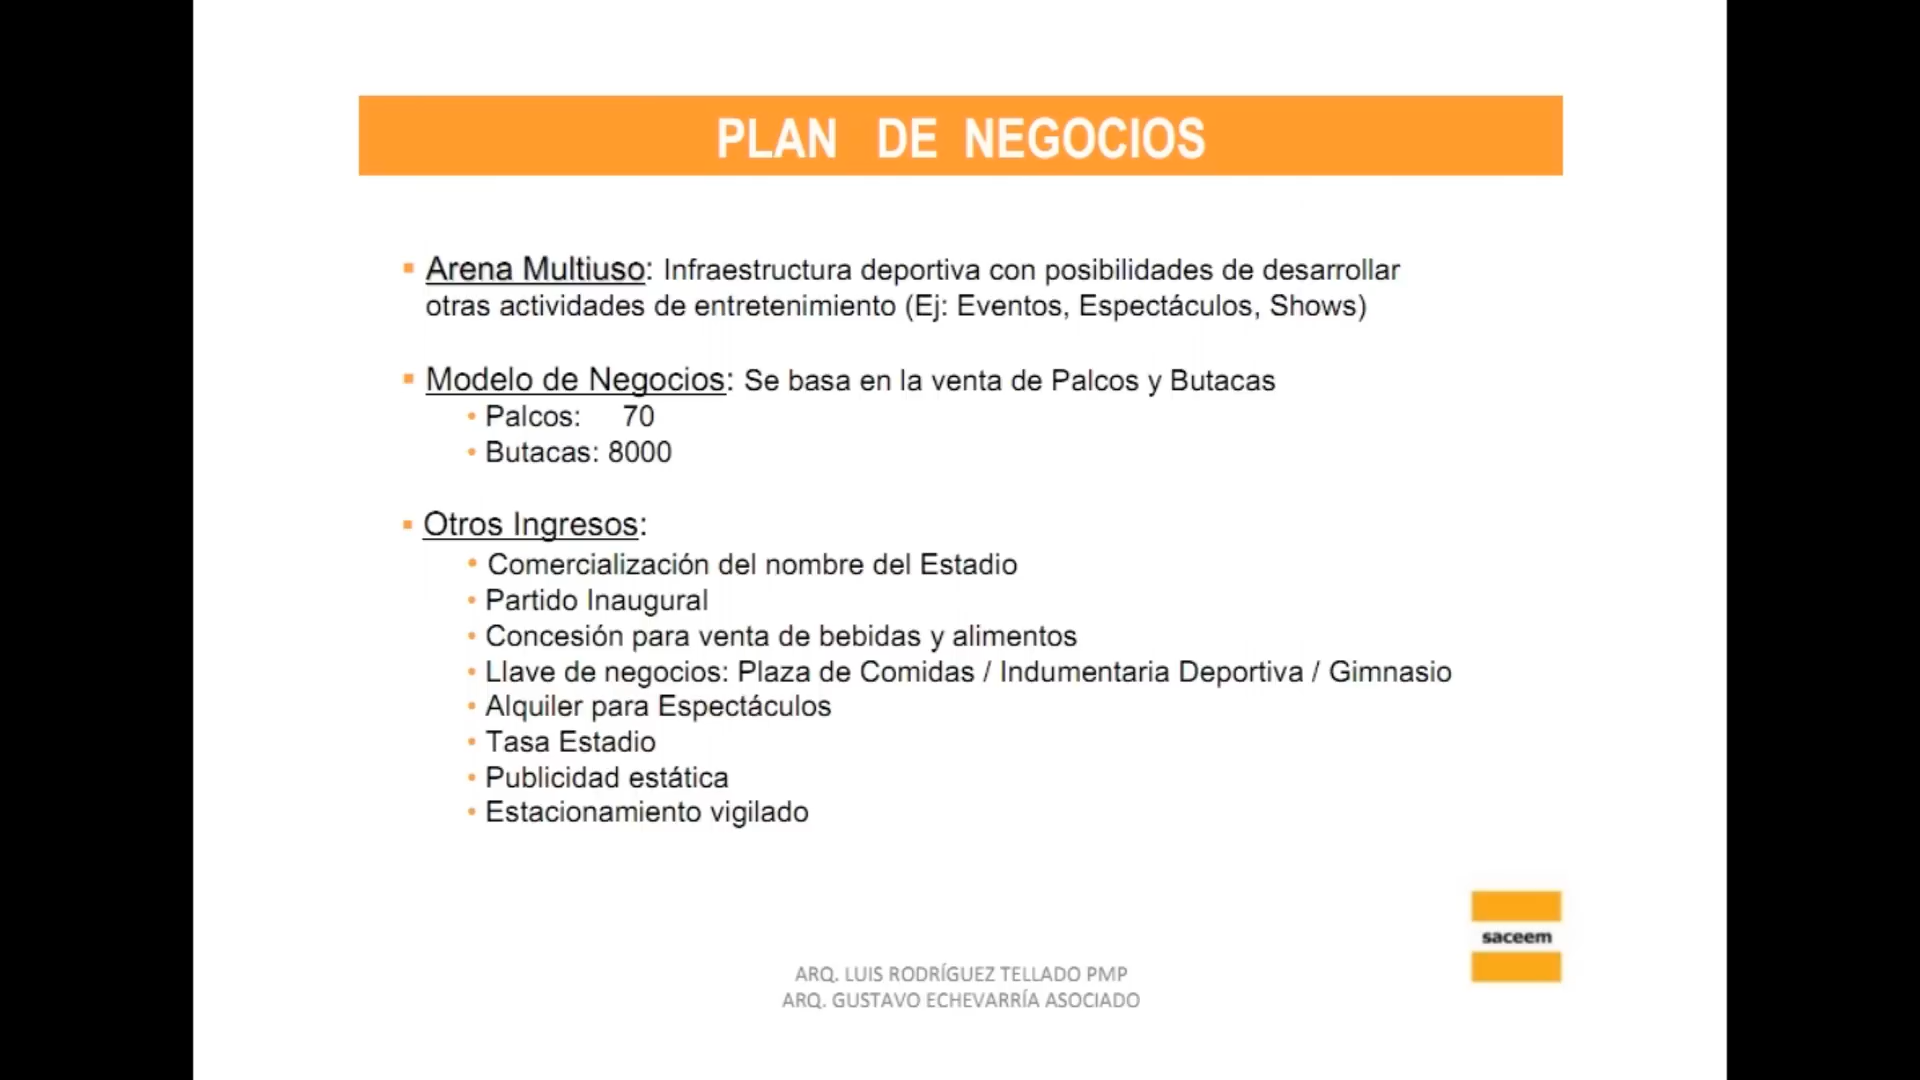 PLAN DE NEGOCIOS
▪ Arena Multiuso: Infraestructura deportiva con posibilidades de desarrollar
otras actividades de entretenimiento (Ej: Eventos, Espectáculos, Shows)
▪ Modelo de Negocios: Se basa en la venta de Palcos y Butacas
• Palcos: 70
• Butacas: 8000
▪ Otros Ingresos:
• Comercialización del nombre del Estadio
• Partido Inaugural
• Concesión para venta de bebidas y alimentos
• Llave de negocios: Plaza de Comidas / Indumentaria Deportiva / Gimnasio
• Alquiler para Espectáculos
• Tasa Estadio
• Publicidad estática
• Estacionamiento vigilado
saceem
ARQ. LUIS RODRÍGUEZ TELLADO PMP
ARQ. GUSTAVO ECHEVARRÍA ASOCIADO